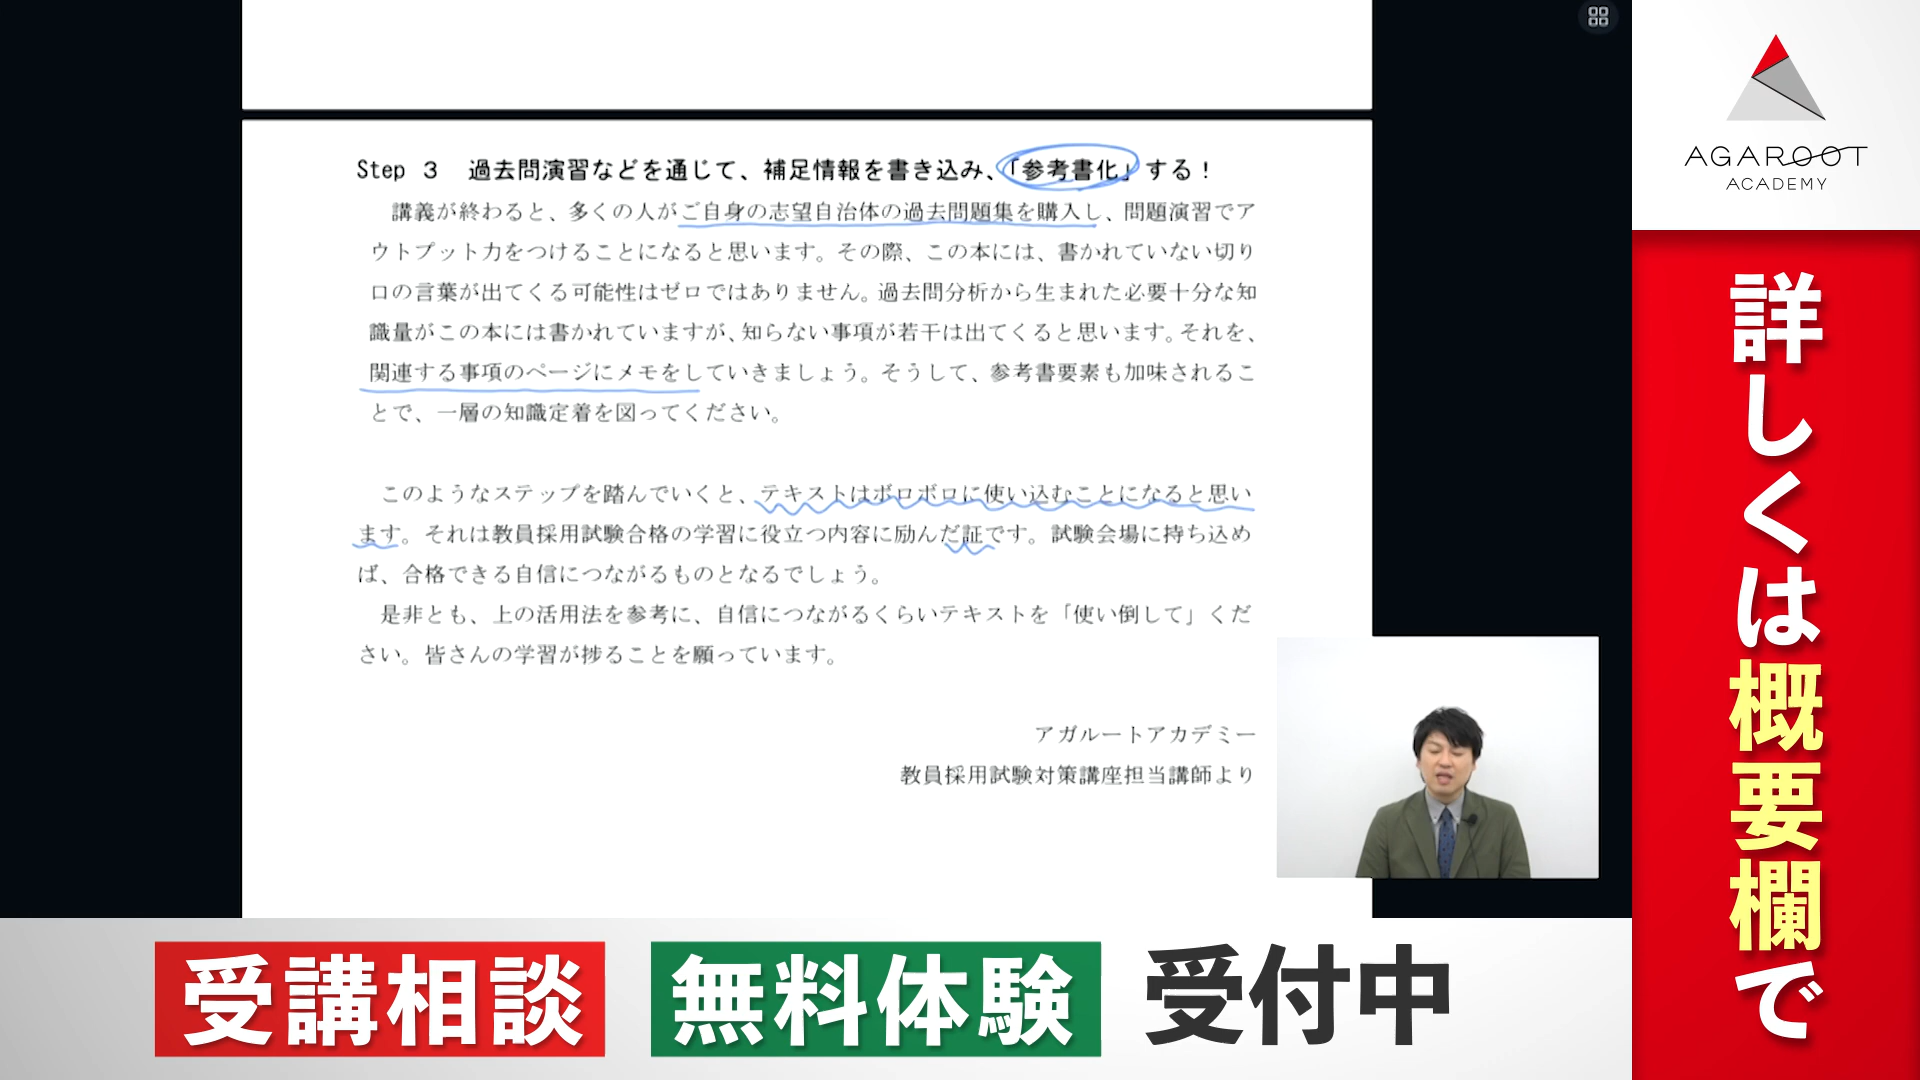 Step 3　過去問演習などを通じて、補足情報を書き込み、「参考書化」する！
講義が終わると、多くの人がご自身の志望自治体の過去問題集を購入し、問題演習でア
ウトプット力をつけることになると思います。その際、この本には、書かれていない切り
口の言葉が出てくる可能性はゼロではありません。過去問分析から生まれた必要十分な知
識量がこの本には書かれていますが、知らない事項が若干は出てくると思います。それを、
関連する事項のページにメモをしていきましょう。そうして、参考書要素も加味されるこ
とで、一層の知識定着を図ってください。
このようなステップを踏んでいくと、テキストはボロボロに使い込むことになると思い
ます。それは教員採用試験合格の学習に役立つ内容に励んだ証です。試験会場に持ち込め
ば、合格できる自信につながるものとなるでしょう。
是非とも、上の活用法を参考に、自信につながるくらいテキストを「使い倒して」くだ
さい。皆さんの学習が捗ることを願っています。
アガルートアカデミー
教員採用試験対策講座担当講師より
AGAROOT
ACADEMY
詳しくは概要欄で
受講相談 無料体験 受付中